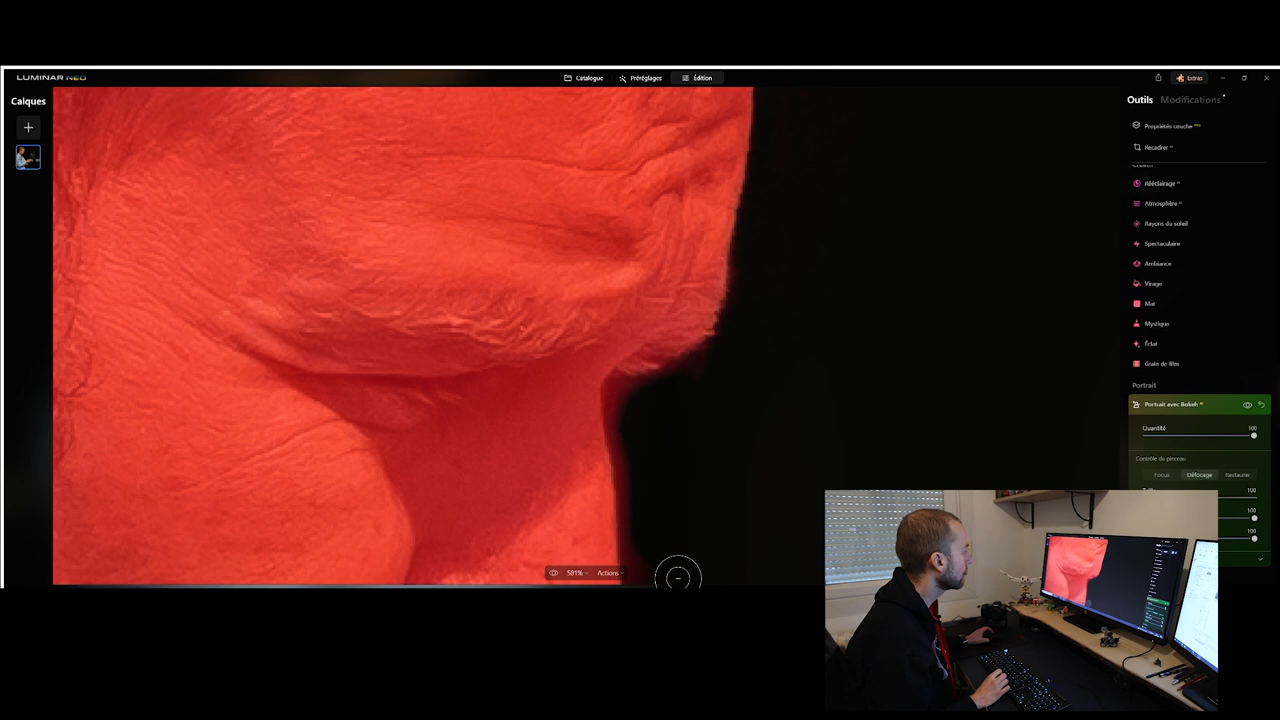 LUMINAR NEO
Catalogue
Préréglages
Édition
Extras
Calques
Outils
Modifications
Propriétés couche
Recadrer
Rééclairage
Atmosphère
Rayons du soleil
Spectaculaire
Ambiance
Virage
Mat
Mystique
Éclat
Grain de film
Portrait
Portrait avec Bokeh
Quantité
100
Contrôle du pinceau
Focus
Défocage
Restaurer
100
100
100
581%
Actions